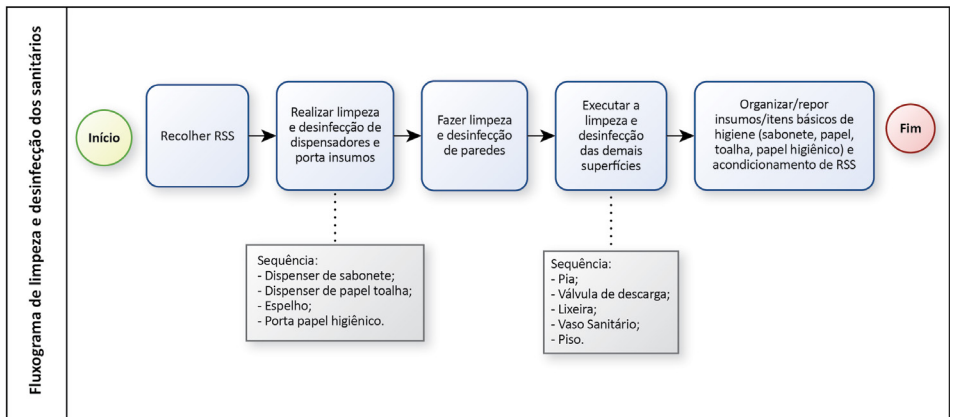 Fluxograma de limpeza e desinfecção dos sanitários
Início
Recolher RSS
Realizar limpeza
e desinfecção de
dispensadores e
porta insumos
Fazer limpeza
e desinfecção
de paredes
Executar a
limpeza e
desinfecção
das demais
superfícies
Organizar/repor
insumos/itens básicos de
higiene (sabonete, papel,
toalha, papel higiênico) e
acondicionamento de RSS
Fim
Sequência:
- Dispenser de sabonete;
- Dispenser de papel toalha;
- Espelho;
- Porta papel higiênico.
Sequência:
- Pia;
- Válvula de descarga;
- Lixeira;
- Vaso Sanitário;
- Piso.